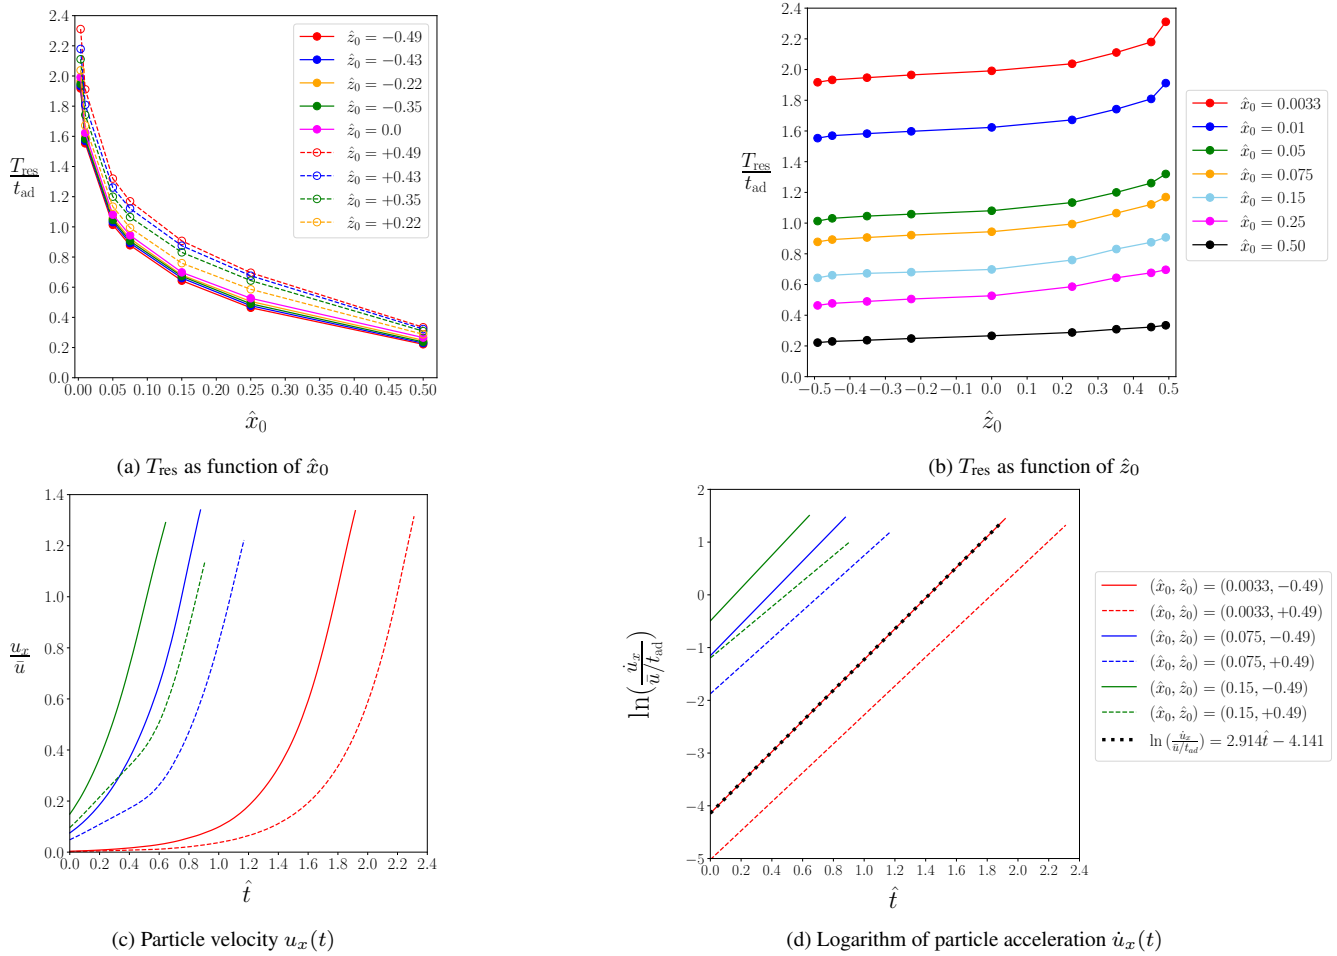 2.4
2.2
2.0
1.8
1.6
1.4
1.2
1.0
0.8
0.6
0.4
0.2
0.0
T_res / t_ad
0.00 0.05 0.10 0.15 0.20 0.25 0.30 0.35 0.40 0.45 0.50
x̂₀
ẑ₀ = −0.49
ẑ₀ = −0.43
ẑ₀ = −0.22
ẑ₀ = −0.35
ẑ₀ = 0.0
ẑ₀ = +0.49
ẑ₀ = +0.43
ẑ₀ = +0.35
ẑ₀ = +0.22
(a) T_res as function of x̂₀
2.4
2.2
2.0
1.8
1.6
1.4
1.2
1.0
0.8
0.6
0.4
0.2
0.0
T_res / t_ad
−0.5 −0.4 −0.3 −0.2 −0.1 0.0 0.1 0.2 0.3 0.4 0.5
ẑ₀
x̂₀ = 0.0033
x̂₀ = 0.01
x̂₀ = 0.05
x̂₀ = 0.075
x̂₀ = 0.15
x̂₀ = 0.25
x̂₀ = 0.50
(b) T_res as function of ẑ₀
1.4
1.2
1.0
0.8
0.6
0.4
0.2
0.0
u_x / ū
0.0 0.2 0.4 0.6 0.8 1.0 1.2 1.4 1.6 1.8 2.0 2.2 2.4
t̂
(c) Particle velocity u_x(t)
2
1
0
−1
−2
−3
−4
−5
ln(u̇_x / ū/t_ad)
0.0 0.2 0.4 0.6 0.8 1.0 1.2 1.4 1.6 1.8 2.0 2.2 2.4
t̂
(x̂₀, ẑ₀) = (0.0033, −0.49)
(x̂₀, ẑ₀) = (0.0033, +0.49)
(x̂₀, ẑ₀) = (0.075, −0.49)
(x̂₀, ẑ₀) = (0.075, +0.49)
(x̂₀, ẑ₀) = (0.15, −0.49)
(x̂₀, ẑ₀) = (0.15, +0.49)
ln (u̇_x / ū/t_ad) = 2.914t̂ − 4.141
(d) Logarithm of particle acceleration u̇_x(t)